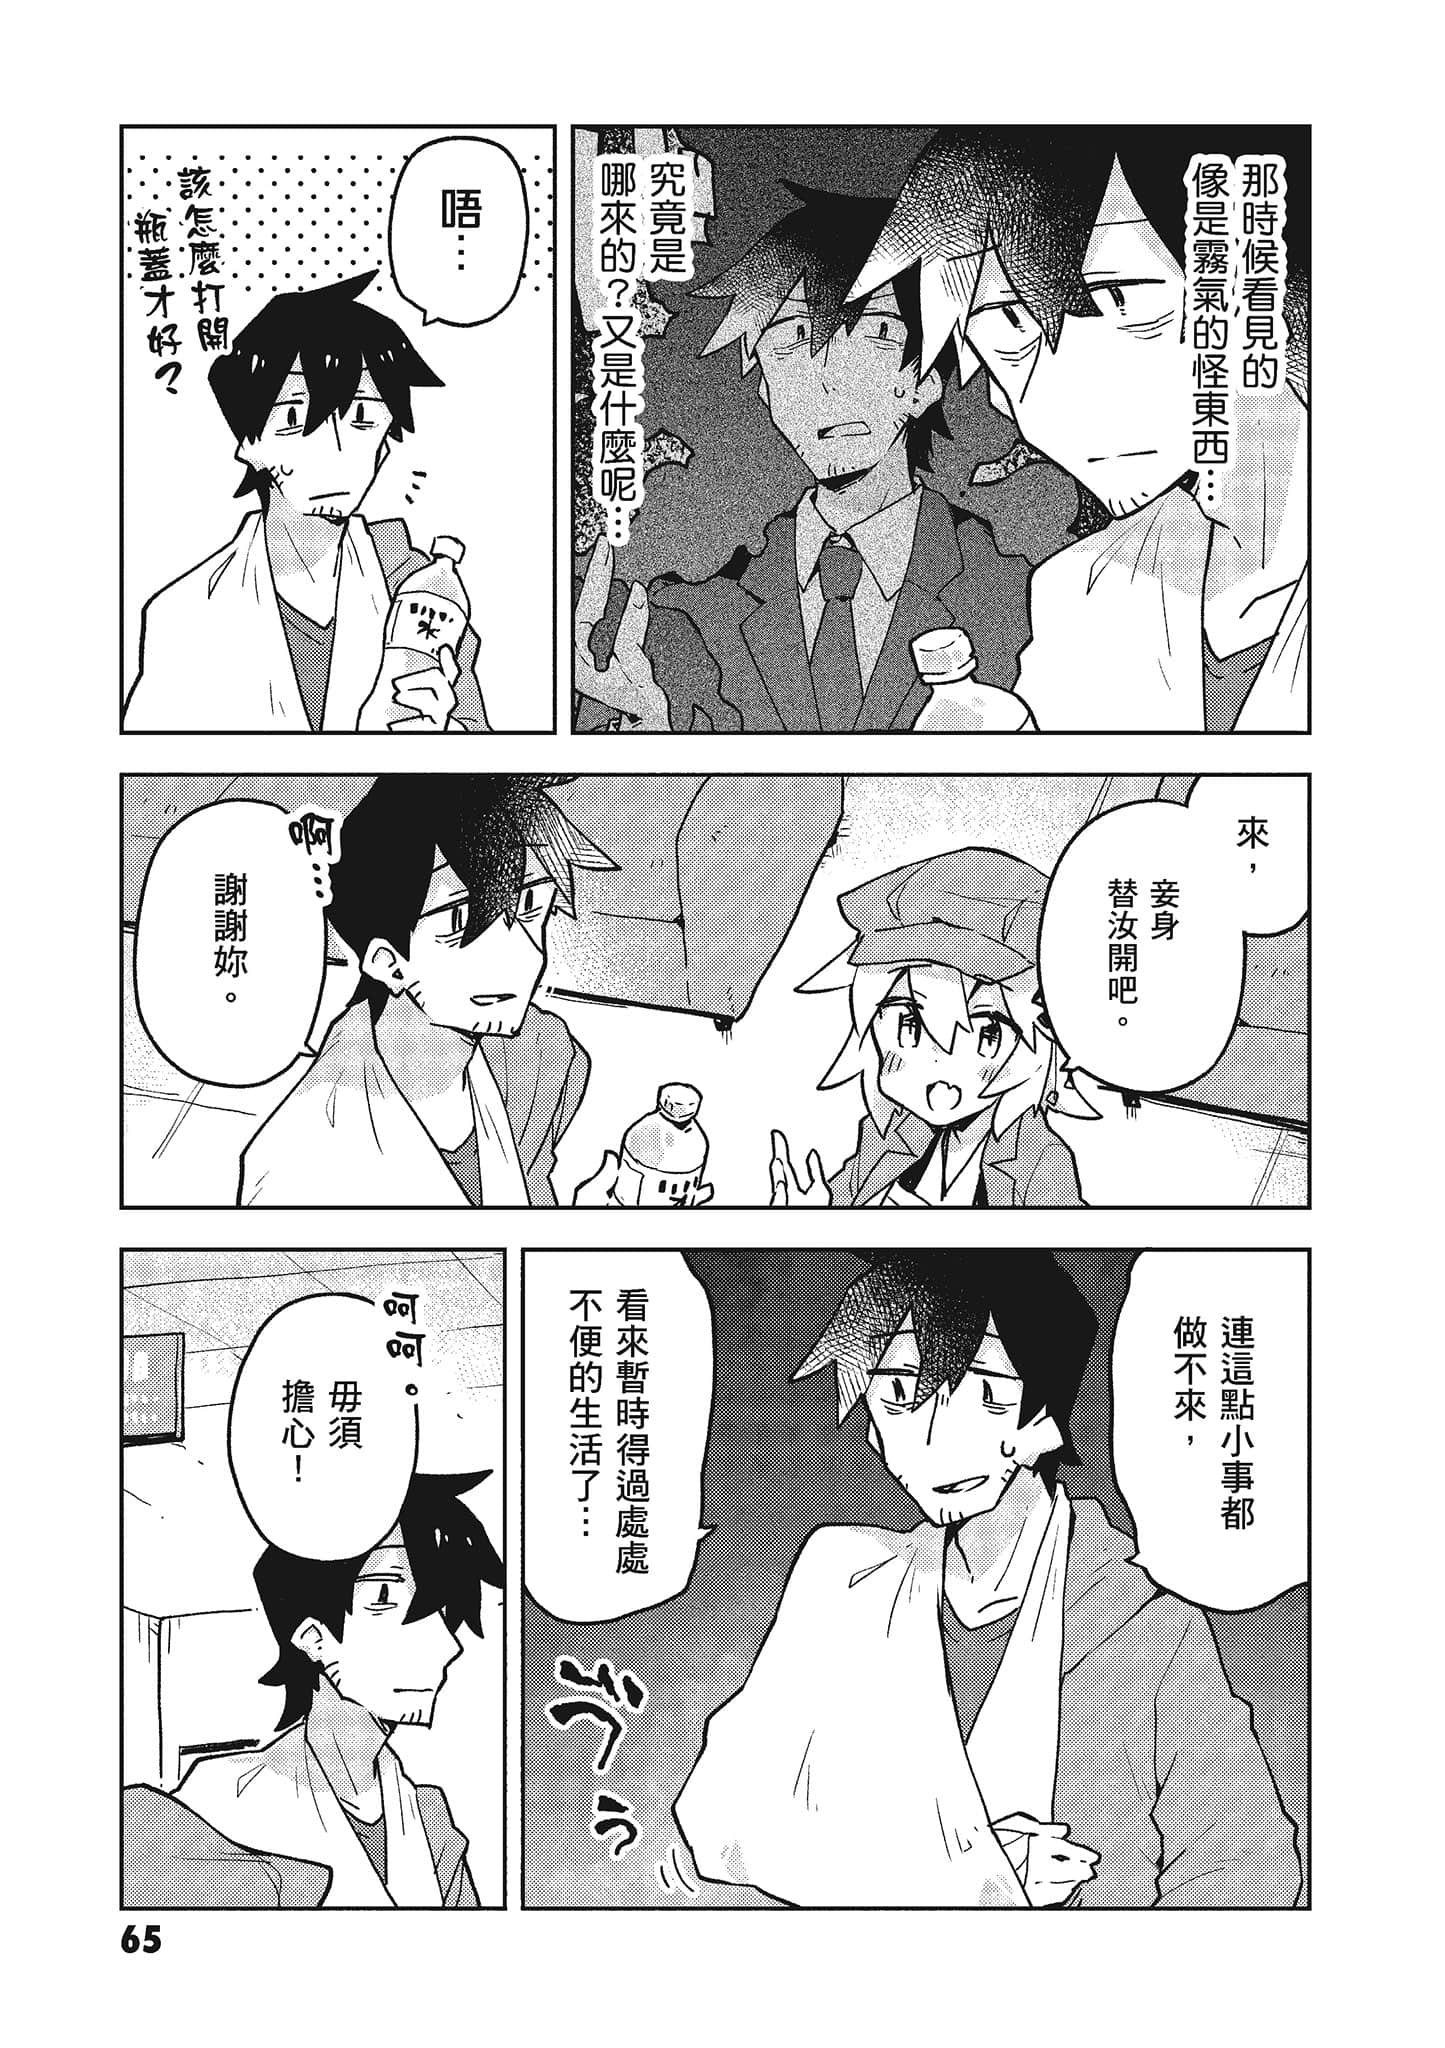 那時候看見的
像是霧氣的怪東西…
究竟是
哪來的？又是什麼呢…
唔…
該怎麼打開
瓶蓋才好？
水
來，
妾身
替汝開吧。
啊…
謝謝妳。
連這點小事都
做不來，
看來暫時得過處處
不便的生活了…
づう
呵呵。
毋須
擔心！
65